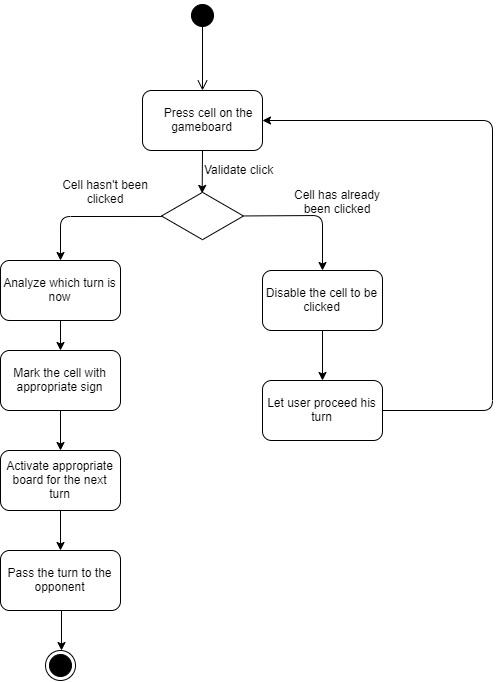 Press cell on the
gameboard
Validate click
Cell hasn't been
clicked
Cell has already
been clicked
Analyze which turn is
now
Disable the cell to be
clicked
Mark the cell with
appropriate sign
Let user proceed his
turn
Activate appropriate
board for the next
turn
Pass the turn to the
opponent